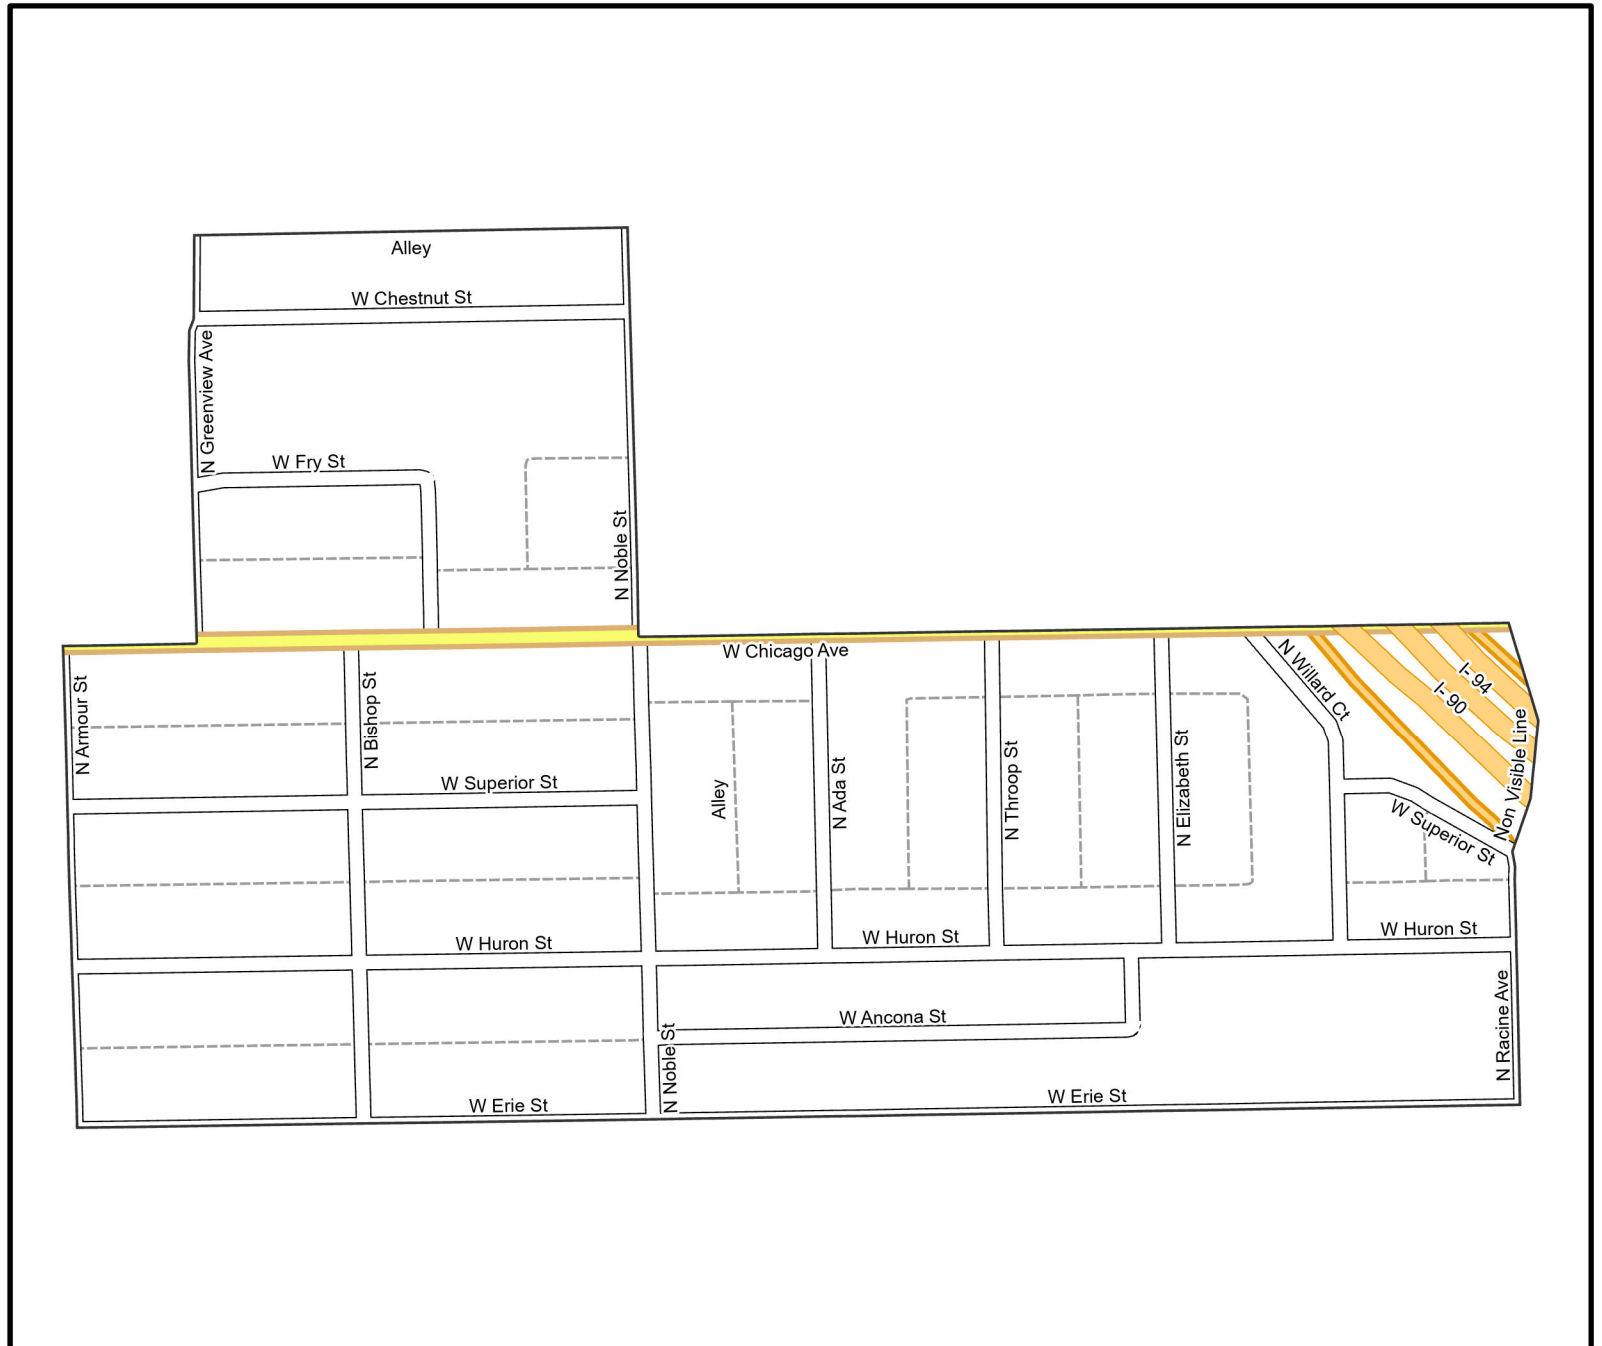 Alley
W Chestnut St
N Greenview Ave
W Fry St
N Noble St
W Chicago Ave
N Armour St
N Bishop St
N Willard Ct
I- 94
I- 90
Non Visible Line
W Superior St
Alley
N Ada St
N Throop St
N Elizabeth St
W Superior St
W Huron St
W Huron St
W Huron St
W Ancona St
N Noble St
N Racine Ave
W Erie St
W Erie St